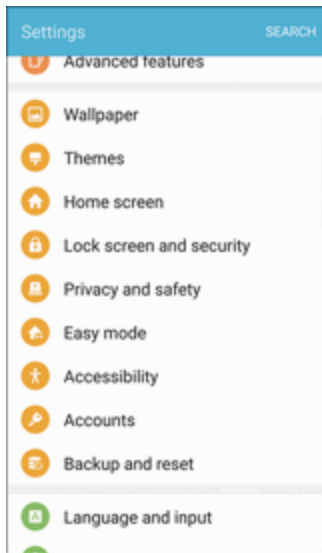 Settings
SEARCH
Advanced features
Wallpaper
Themes
Home screen
Lock screen and security
Privacy and safety
Easy mode
Accessibility
Accounts
Backup and reset
Language and input